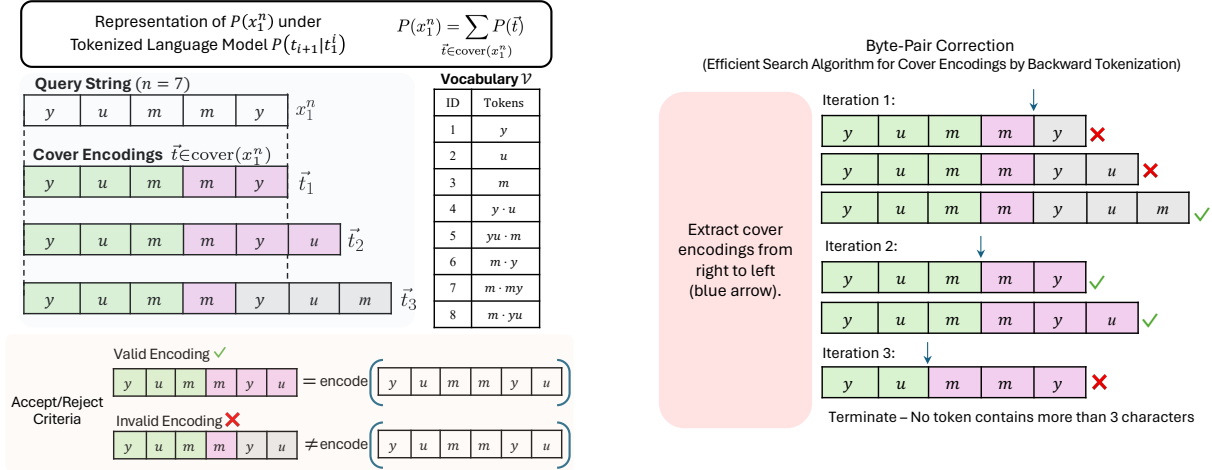 Representation of P(x₁ⁿ) under
Tokenized Language Model P(tᵢ₊₁|t₁ⁱ)
P(x₁ⁿ) = ∑ P(t⃗)
t⃗∈cover(x₁ⁿ)
Query String (n = 7)
y u m m y x₁ⁿ
Cover Encodings t⃗∈cover(x₁ⁿ)
y u m m y t⃗₁
y u m m y u t⃗₂
y u m m y u m t⃗₃
Vocabulary 𝒱
ID Tokens
1 y
2 u
3 m
4 y · u
5 yu · m
6 m · y
7 m · my
8 m · yu
Accept/Reject
Criteria
Valid Encoding ✓
y u m m y u = encode ( y u m m y u )
Invalid Encoding ❌
y u m m y u ≠ encode ( y u m m y u )
Byte-Pair Correction
(Efficient Search Algorithm for Cover Encodings by Backward Tokenization)
Extract cover
encodings from
right to left
(blue arrow).
Iteration 1:
y u m m y ❌
y u m m y u ❌
y u m m y u m ✓
Iteration 2:
y u m m y ✓
y u m m y u ✓
Iteration 3:
y u m m y ❌
Terminate – No token contains more than 3 characters